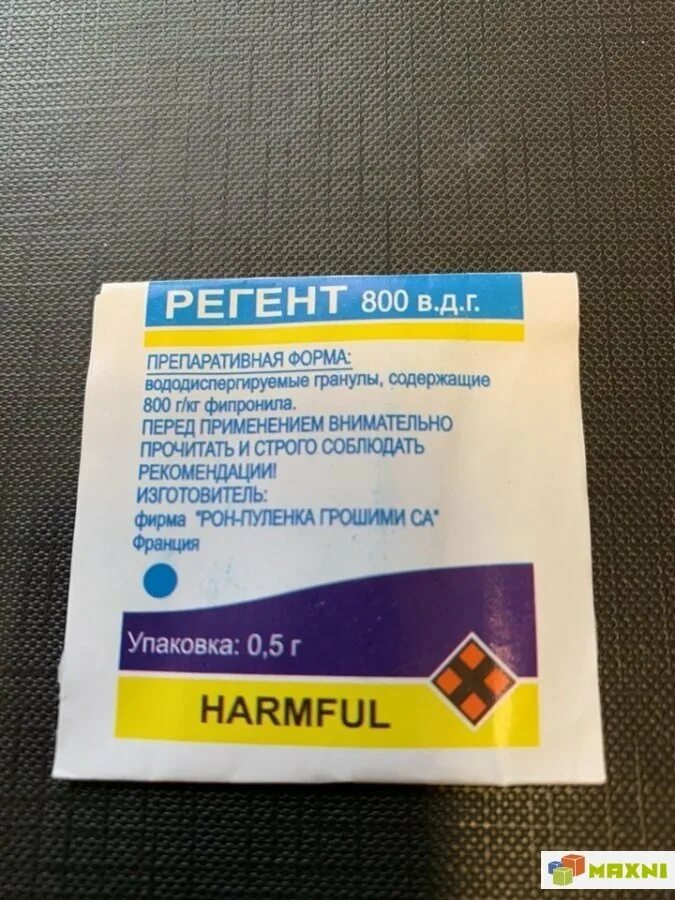 РЕГЕНТ 800 в.д.г.
ПРЕПАРАТИВНАЯ ФОРМА:
вододиспергируемые гранулы, содержащие
800 г/кг фипронила.
ПЕРЕД ПРИМЕНЕНИЕМ ВНИМАТЕЛЬНО
ПРОЧИТАТЬ И СТРОГО СОБЛЮДАТЬ
РЕКОМЕНДАЦИИ!
ИЗГОТОВИТЕЛЬ:
фирма "РОН-ПУЛЕНКА ГРОШИМИ СА"
Франция
Упаковка: 0,5 г
HARMFUL
MAXNI